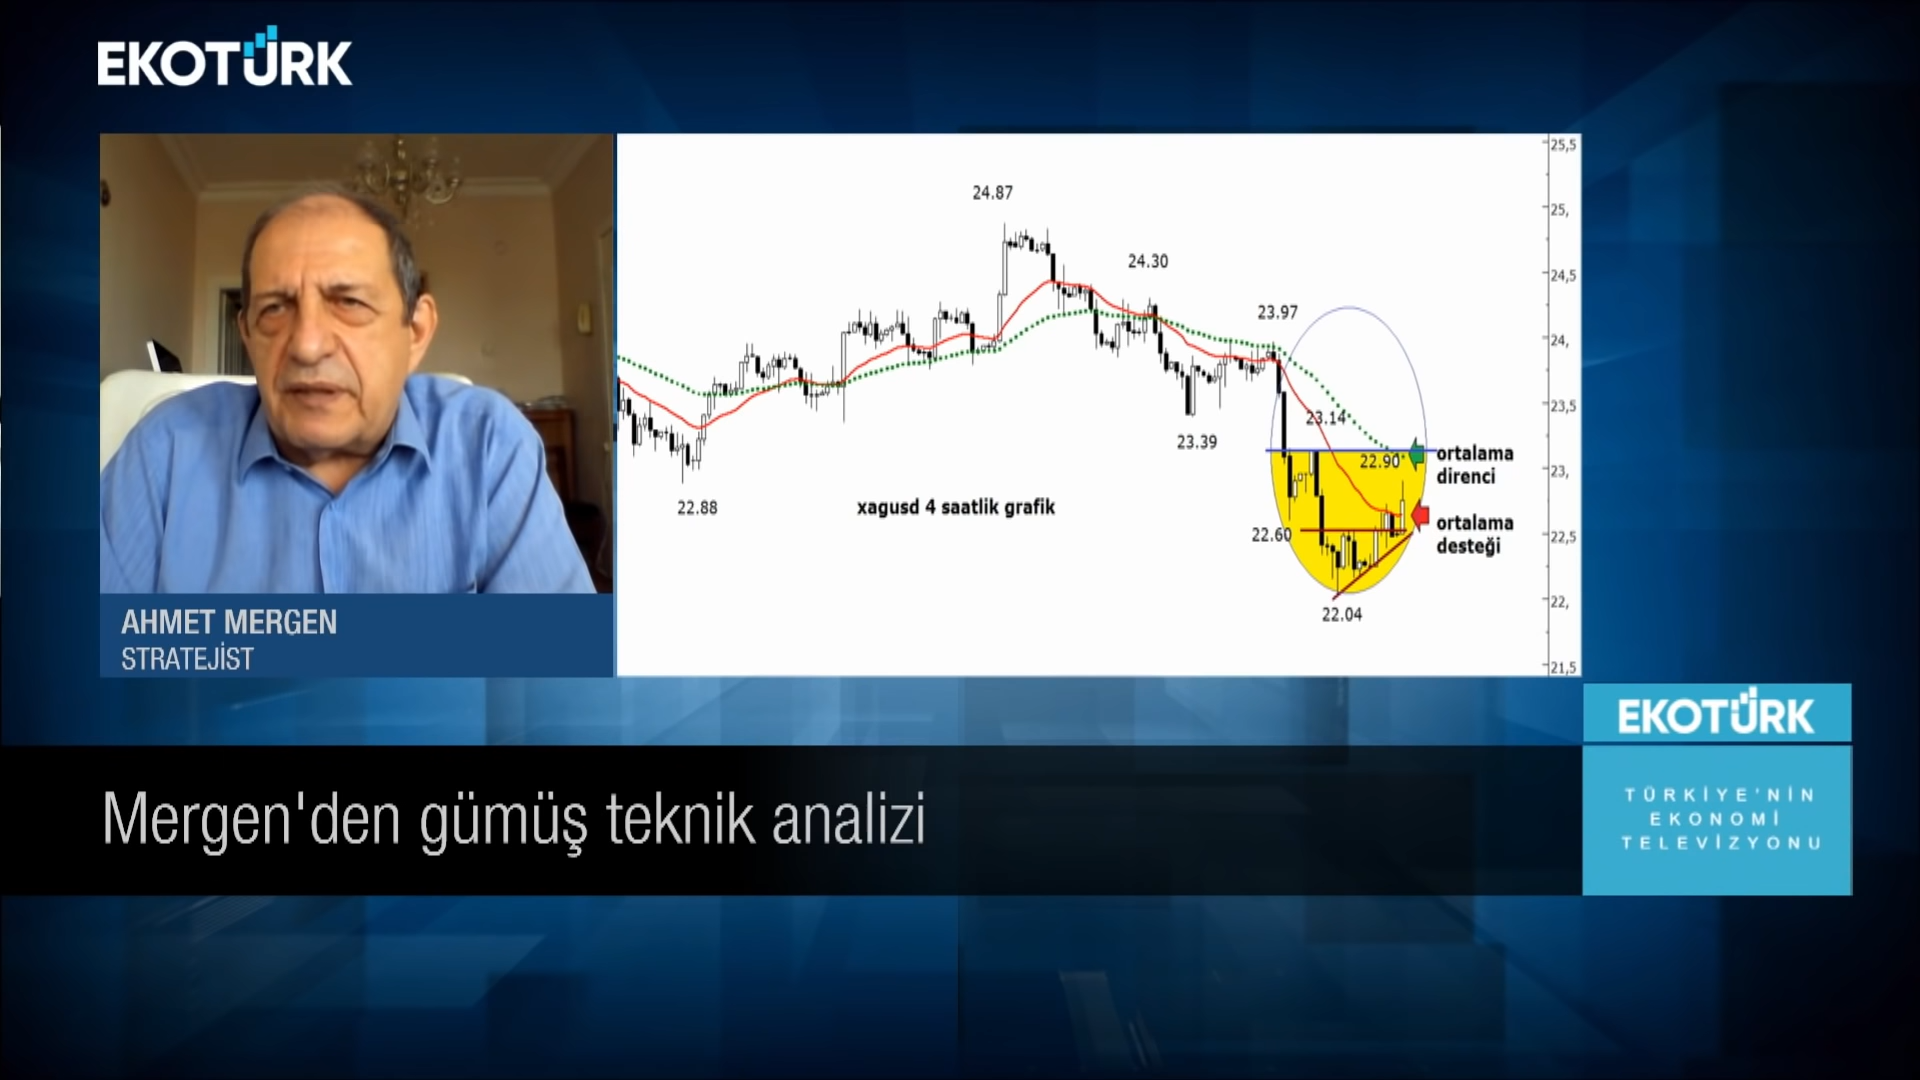 EKOTÜRK
24.87
24.30
23.97
23.14
22.90
ortalama
direnci
23.39
22.88
xagusd 4 saatlik grafik
22.60
ortalama
desteği
22.04
25,5
25,
24,5
24,
23,5
23,
22,5
22,
21,5
AHMET MERGEN
STRATEJİST
EKOTÜRK
Mergen'den gümüş teknik analizi
TÜRKİYE'NİN
EKONOMİ
TELEVİZYONU